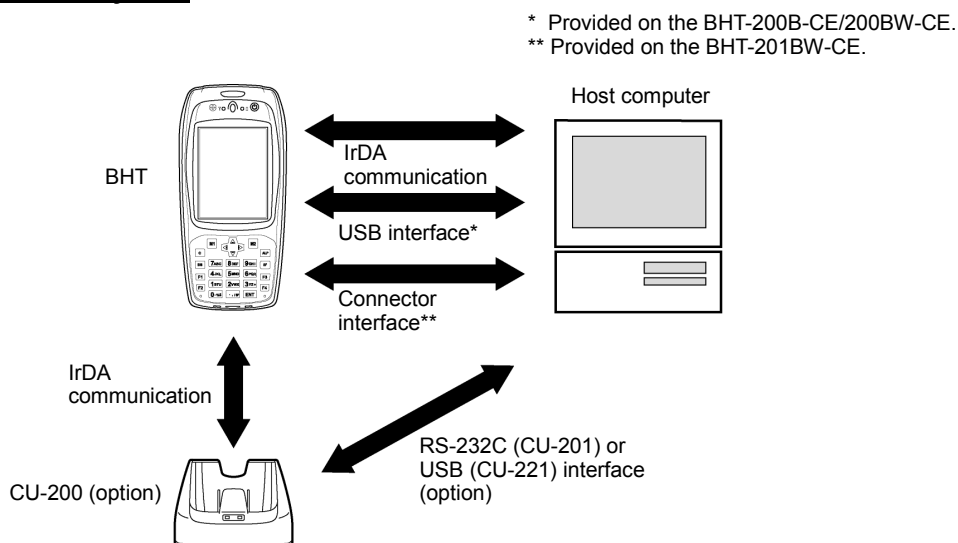 * Provided on the BHT-200B-CE/200BW-CE.
** Provided on the BHT-201BW-CE.
Host computer
BHT
IrDA
communication
USB interface*
Connector
interface**
IrDA
communication
RS-232C (CU-201) or
USB (CU-221) interface
(option)
CU-200 (option)